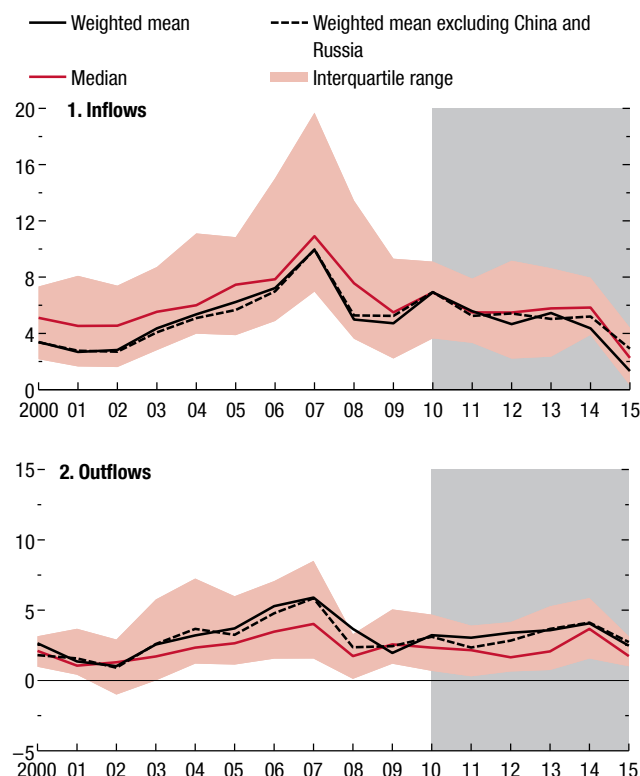 Weighted mean
Weighted mean excluding China and
Russia
Median
Interquartile range
1. Inflows
20
16
12
8
4
0
2000 01 02 03 04 05 06 07 08 09 10 11 12 13 14 15
2. Outflows
15
10
5
0
–5
2000 01 02 03 04 05 06 07 08 09 10 11 12 13 14 15